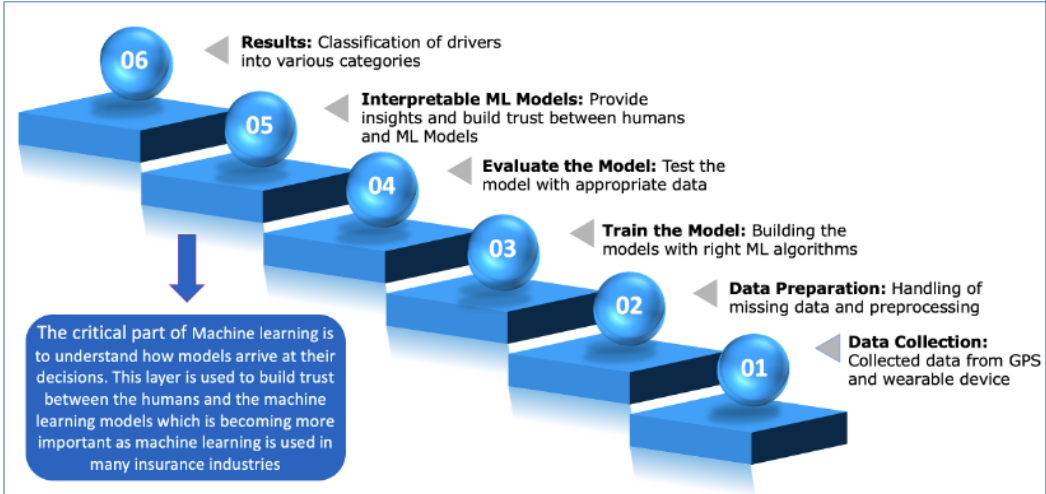 06
Results: Classification of drivers
into various categories
05
Interpretable ML Models: Provide
insights and build trust between humans
and ML Models
04
Evaluate the Model: Test the
model with appropriate data
03
Train the Model: Building the
models with right ML algorithms
02
Data Preparation: Handling of
missing data and preprocessing
01
Data Collection:
Collected data from GPS
and wearable device
The critical part of Machine learning is
to understand how models arrive at their
decisions. This layer is used to build trust
between the humans and the machine
learning models which is becoming more
important as machine learning is used in
many insurance industries